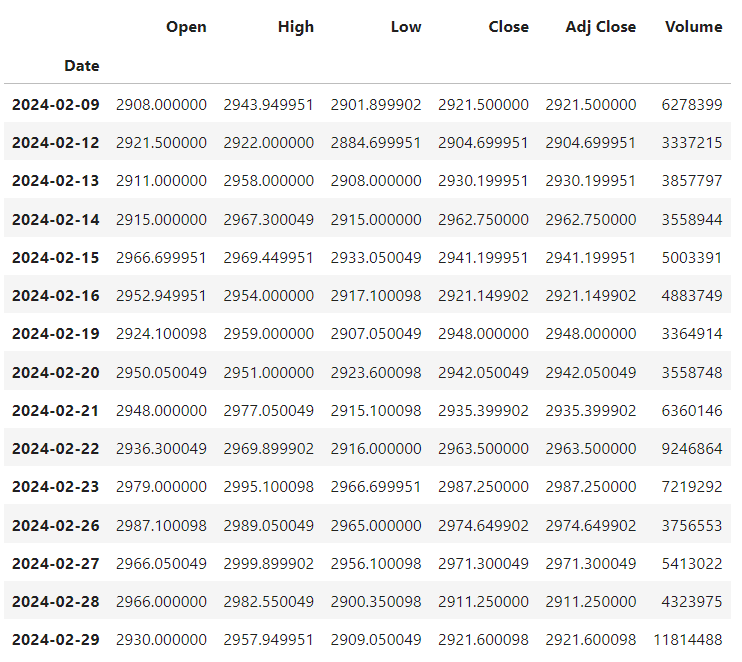 Open High Low Close Adj Close Volume
Date
2024-02-09 2908.000000 2943.949951 2901.899902 2921.500000 2921.500000 6278399
2024-02-12 2921.500000 2922.000000 2884.699951 2904.699951 2904.699951 3337215
2024-02-13 2911.000000 2958.000000 2908.000000 2930.199951 2930.199951 3857797
2024-02-14 2915.000000 2967.300049 2915.000000 2962.750000 2962.750000 3558944
2024-02-15 2966.699951 2969.449951 2933.050049 2941.199951 2941.199951 5003391
2024-02-16 2952.949951 2954.000000 2917.100098 2921.149902 2921.149902 4883749
2024-02-19 2924.100098 2959.000000 2907.050049 2948.000000 2948.000000 3364914
2024-02-20 2950.050049 2951.000000 2923.600098 2942.050049 2942.050049 3558748
2024-02-21 2948.000000 2977.050049 2915.100098 2935.399902 2935.399902 6360146
2024-02-22 2936.300049 2969.899902 2916.000000 2963.500000 2963.500000 9246864
2024-02-23 2979.000000 2995.100098 2966.699951 2987.250000 2987.250000 7219292
2024-02-26 2987.100098 2989.050049 2965.000000 2974.649902 2974.649902 3756553
2024-02-27 2966.050049 2999.899902 2956.100098 2971.300049 2971.300049 5413022
2024-02-28 2966.000000 2982.550049 2900.350098 2911.250000 2911.250000 4323975
2024-02-29 2930.000000 2957.949951 2909.050049 2921.600098 2921.600098 11814488